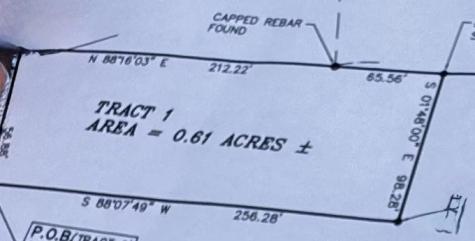 CAPPED REBAR
FOUND
N 88°16'03" E
212.22'
65.56'
TRACT 1
AREA = 0.61 ACRES ±
S 01°48'00" E 98.28'
S 88°07'49" W
256.28'
P.O.B